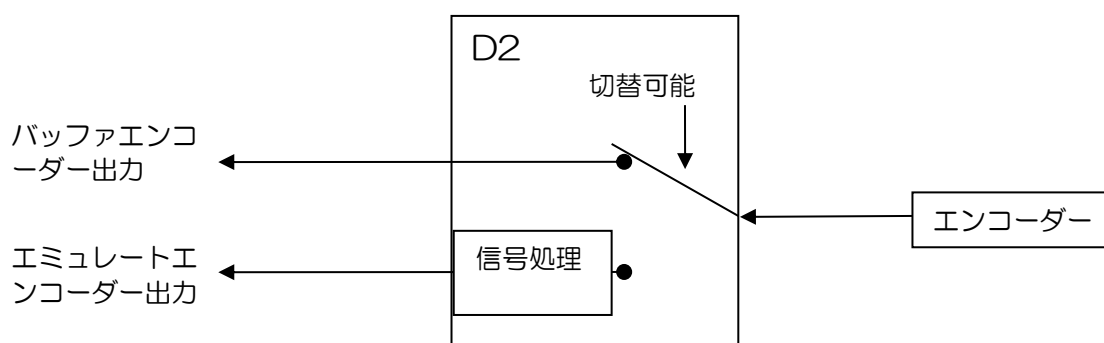 D2
切替可能
バッファエンコ
ーダー出力
エンコーダー
エミュレートエ
ンコーダー出力
信号処理